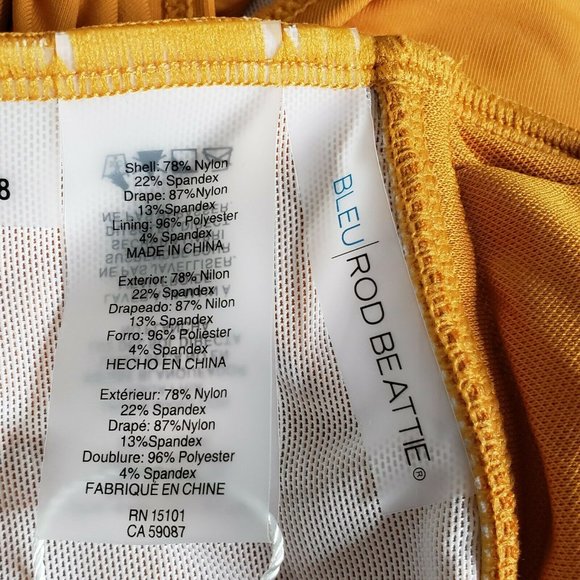 8
Shell: 78% Nylon
22% Spandex
Drape: 87%Nylon
13%Spandex
Lining: 96% Polyester
4% Spandex
MADE IN CHINA
Exterior: 78% Nilon
22% Spandex
Drapeado: 87% Nilon
13% Spandex
Forro: 96% Poliester
4% Spandex
HECHO EN CHINA
Extérieur: 78% Nylon
22% Spandex
Drapé: 87%Nylon
13%Spandex
Doublure: 96% Polyester
4% Spandex
FABRIQUÉ EN CHINE
RN 15101
CA 59087
BLEU|ROD BEATTIE®